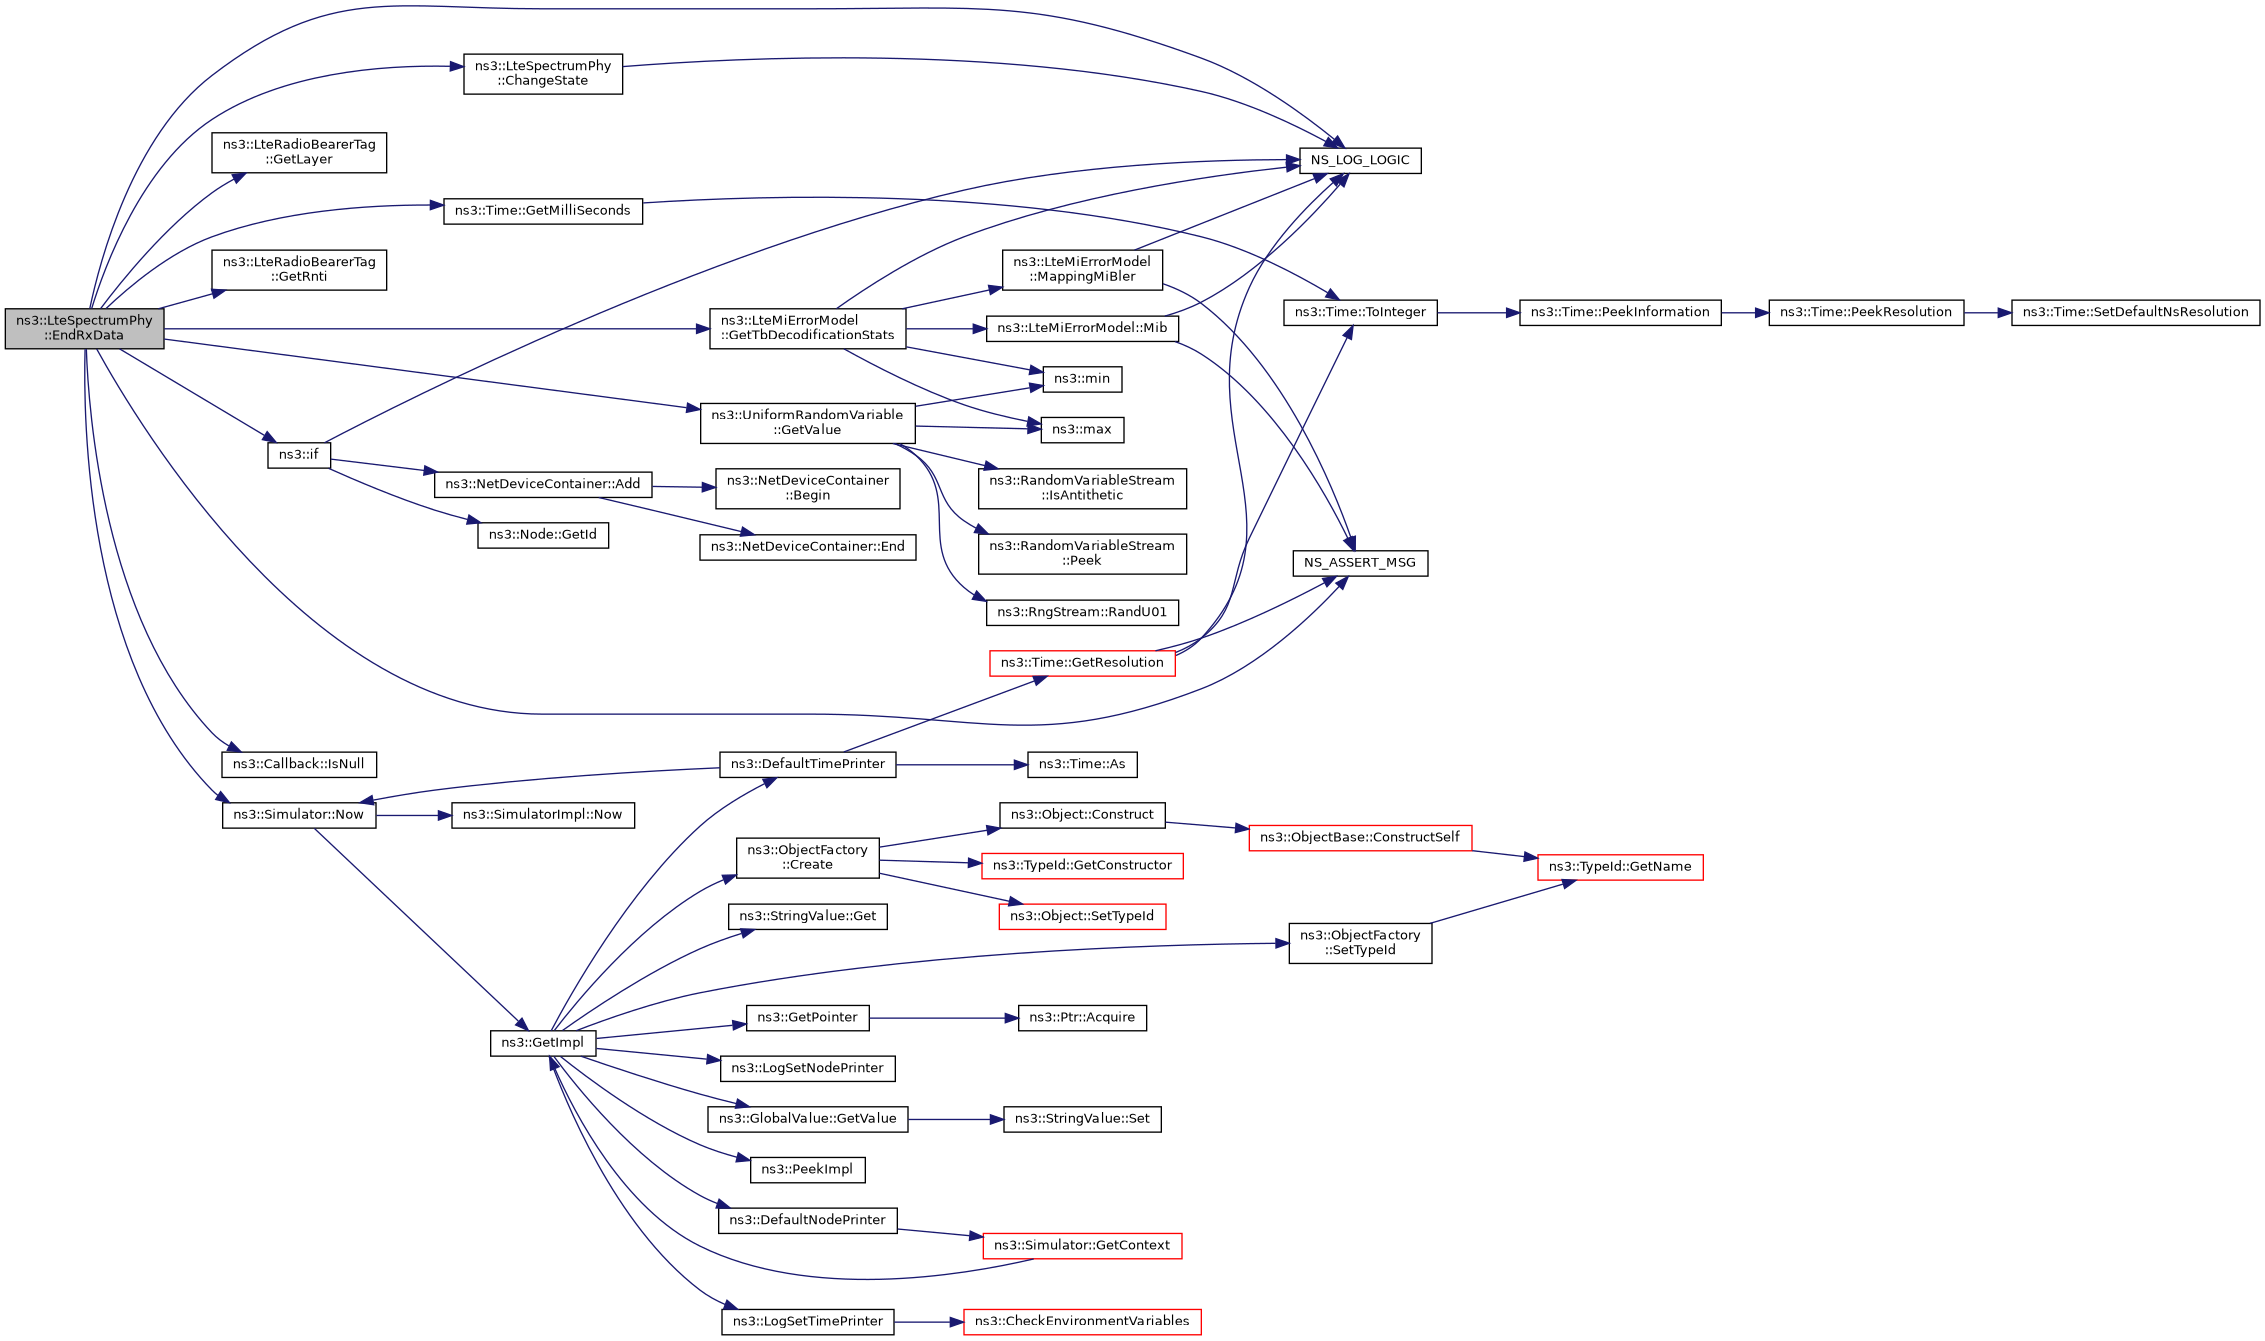 ns3::LteSpectrumPhy
::EndRxData
ns3::LteSpectrumPhy
::ChangeState
ns3::LteRadioBearerTag
::GetLayer
ns3::Time::GetMilliSeconds
ns3::LteRadioBearerTag
::GetRnti
ns3::LteMiErrorModel
::GetTbDecodificationStats
ns3::UniformRandomVariable
::GetValue
ns3::if
ns3::NetDeviceContainer::Add
ns3::Node::GetId
ns3::NetDeviceContainer
::Begin
ns3::NetDeviceContainer::End
ns3::LteMiErrorModel
::MappingMiBler
ns3::LteMiErrorModel::Mib
ns3::min
ns3::max
ns3::RandomVariableStream
::IsAntithetic
ns3::RandomVariableStream
::Peek
ns3::RngStream::RandU01
ns3::Time::GetResolution
NS_LOG_LOGIC
ns3::Time::ToInteger
ns3::Time::PeekInformation
ns3::Time::PeekResolution
ns3::Time::SetDefaultNsResolution
NS_ASSERT_MSG
ns3::Callback::IsNull
ns3::Simulator::Now
ns3::SimulatorImpl::Now
ns3::DefaultTimePrinter
ns3::Time::As
ns3::ObjectFactory
::Create
ns3::Object::Construct
ns3::ObjectBase::ConstructSelf
ns3::TypeId::GetConstructor
ns3::TypeId::GetName
ns3::Object::SetTypeId
ns3::StringValue::Get
ns3::ObjectFactory
::SetTypeId
ns3::GetImpl
ns3::GetPointer
ns3::Ptr::Acquire
ns3::LogSetNodePrinter
ns3::GlobalValue::GetValue
ns3::StringValue::Set
ns3::PeekImpl
ns3::DefaultNodePrinter
ns3::Simulator::GetContext
ns3::LogSetTimePrinter
ns3::CheckEnvironmentVariables